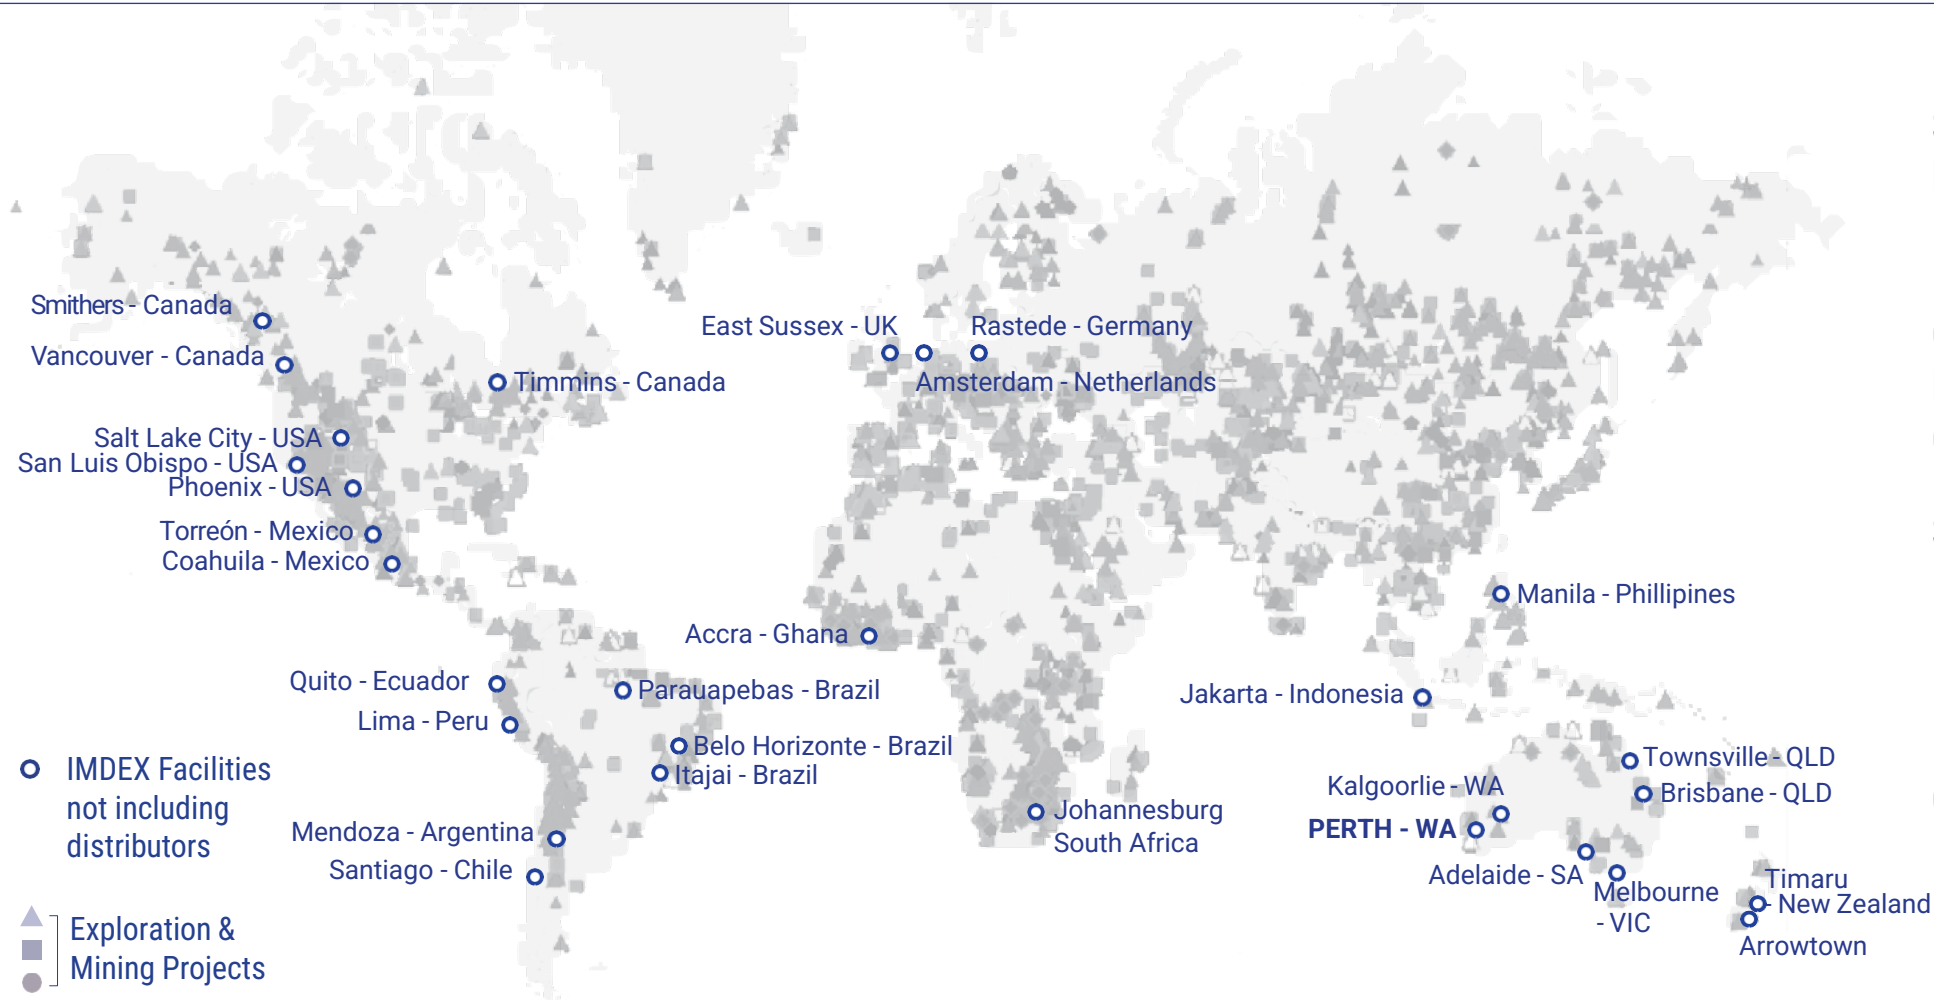 Smithers - Canada
Vancouver - Canada
Timmins - Canada
Salt Lake City - USA
San Luis Obispo - USA
Phoenix - USA
Torreón - Mexico
Coahuila - Mexico
East Sussex - UK
Rastede - Germany
Amsterdam - Netherlands
Accra - Ghana
Manila - Phillipines
Quito - Ecuador
Parauapebas - Brazil
Lima - Peru
Jakarta - Indonesia
Belo Horizonte - Brazil
Itajai - Brazil
Mendoza - Argentina
Santiago - Chile
Johannesburg
South Africa
Townsville - QLD
Kalgoorlie - WA
Brisbane - QLD
PERTH - WA
Adelaide - SA
Melbourne
- VIC
Timaru
- New Zealand
Arrowtown
IMDEX Facilities
not including
distributors
Exploration &
Mining Projects